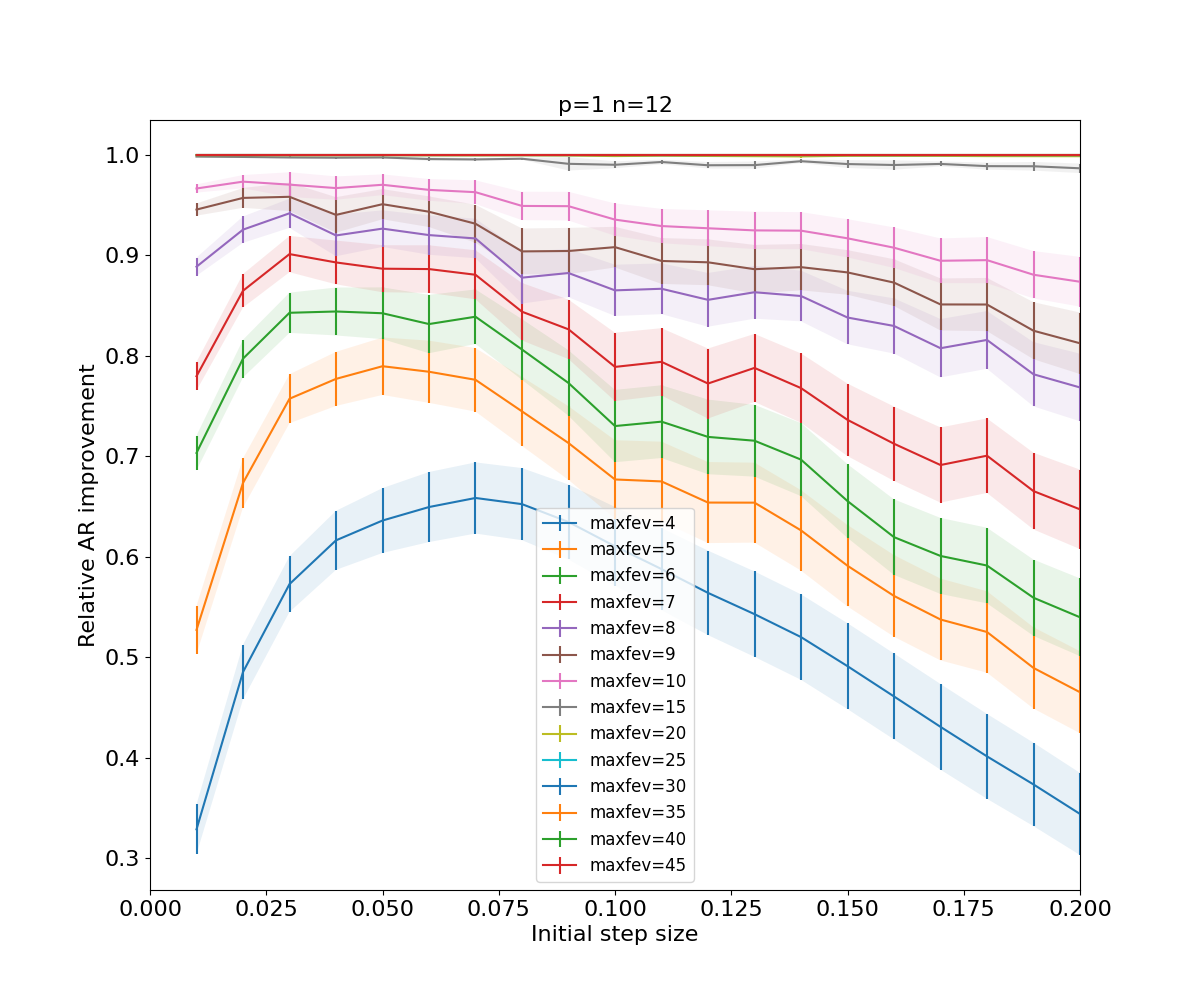 p=1 n=12
Relative AR improvement
1.0
0.9
0.8
0.7
0.6
0.5
0.4
0.3
maxfev=4
maxfev=5
maxfev=6
maxfev=7
maxfev=8
maxfev=9
maxfev=10
maxfev=15
maxfev=20
maxfev=25
maxfev=30
maxfev=35
maxfev=40
maxfev=45
0.000 0.025 0.050 0.075 0.100 0.125 0.150 0.175 0.200
Initial step size